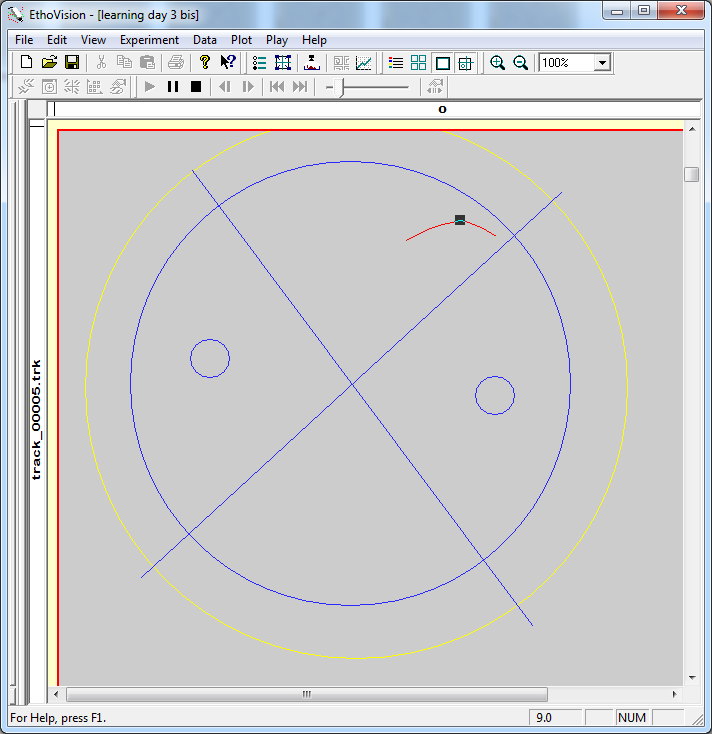 EthoVision - [learning day 3 bis]
File Edit View Experiment Data Plot Play Help
100%
o
track_00005.trk
For Help, press F1.
9.0
NUM